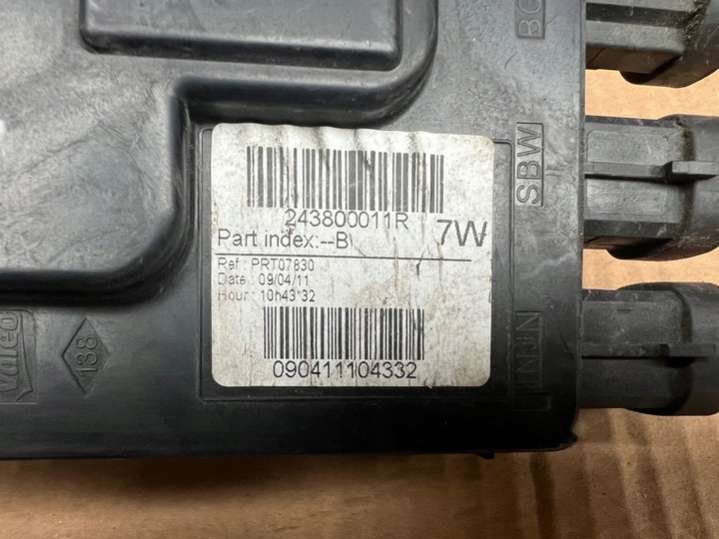 243800011R
Part index:--B
7W
Ref : PRT07830
Date : 09/04/11
Hour : 10h43*32
090411104332
SBW
Valeo
138